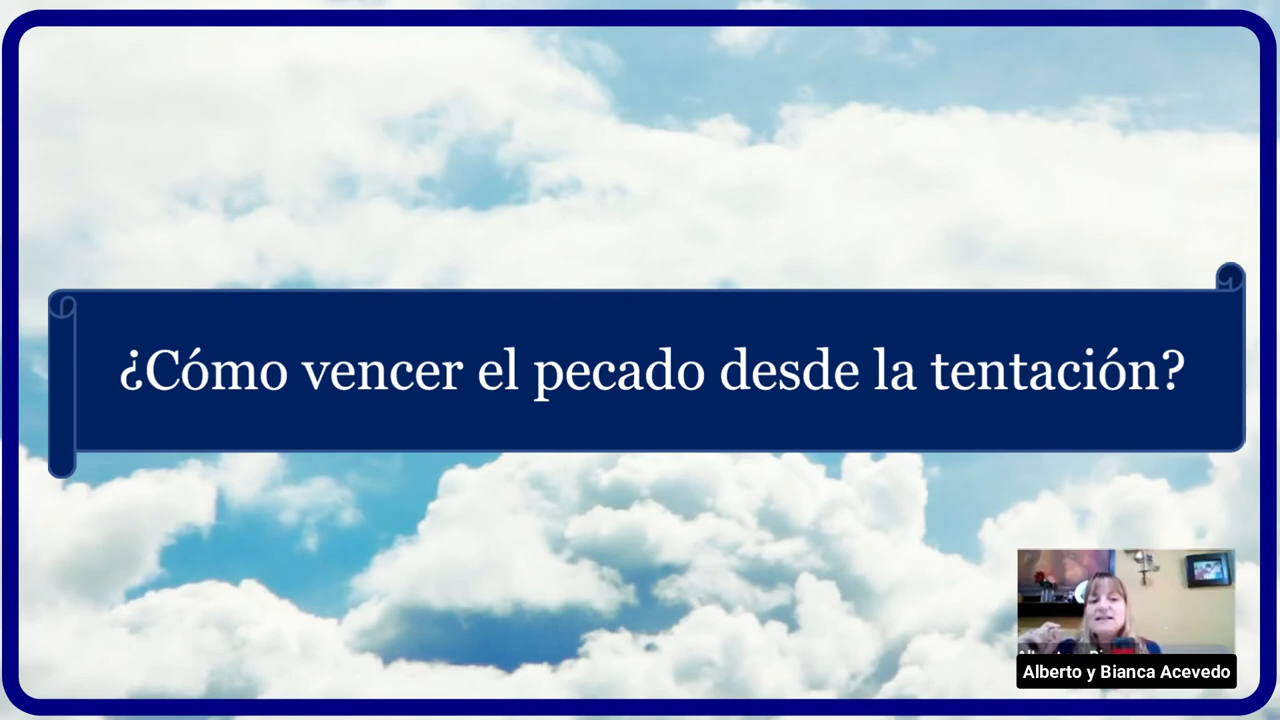 ¿Cómo vencer el pecado desde la tentación?
Alberto y Bianca Acevedo